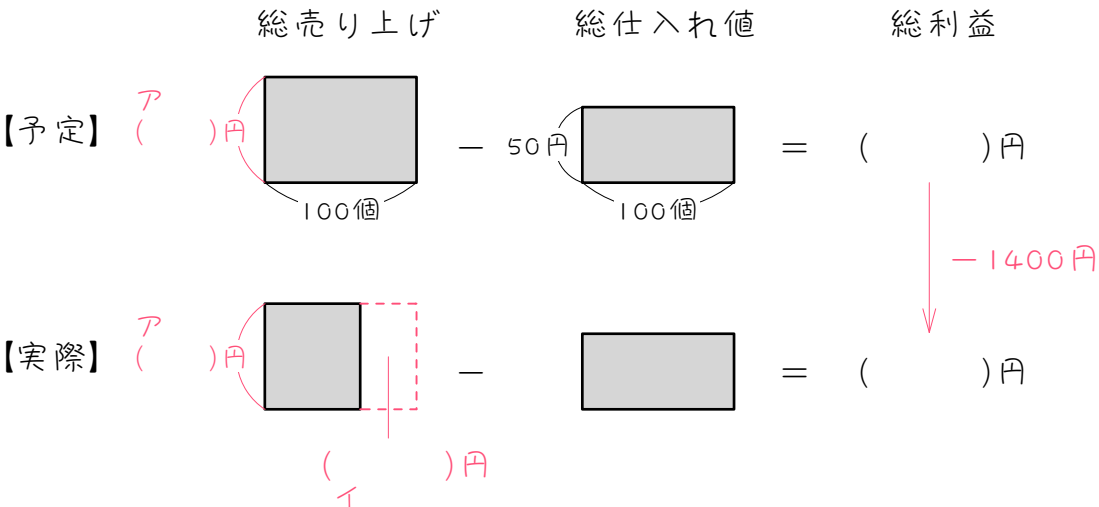 総売り上げ 総仕入れ値 総利益
ア
【予定】 ( )円 － 50円 ＝ ( )円
100個 100個
－1400円
ア
【実際】 ( )円 － ＝ ( )円
( )円
イ